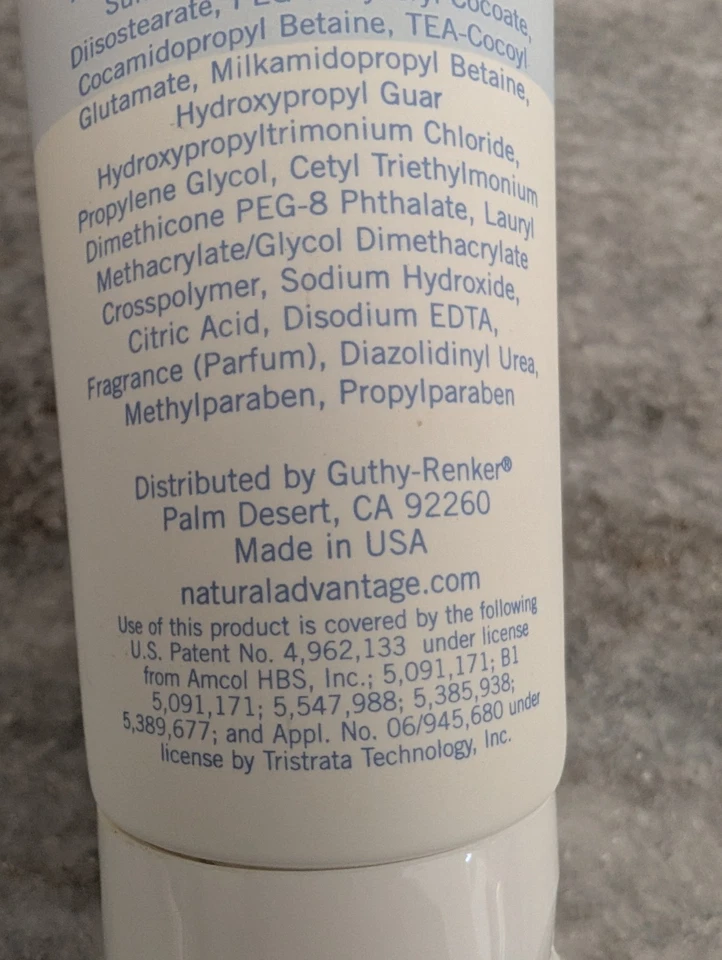 Diisostearate,
Cocoate,
Cocamidopropyl Betaine, TEA-Cocoyl
Glutamate, Milkamidopropyl Betaine,
Hydroxypropyl Guar
Hydroxypropyltrimonium Chloride,
Propylene Glycol, Cetyl Triethylmonium
Dimethicone PEG-8 Phthalate, Lauryl
Methacrylate/Glycol Dimethacrylate
Crosspolymer, Sodium Hydroxide,
Citric Acid, Disodium EDTA,
Fragrance (Parfum), Diazolidinyl Urea,
Methylparaben, Propylparaben
Distributed by Guthy-Renker®
Palm Desert, CA 92260
Made in USA
naturaladvantage.com
Use of this product is covered by the following
U.S. Patent No. 4,962,133 under license
from Amcol HBS, Inc.; 5,091,171; B1
5,091,171; 5,547,988; 5,385,938;
5,389,677; and Appl. No. 06/945,680 under
license by Tristrata Technology, Inc.